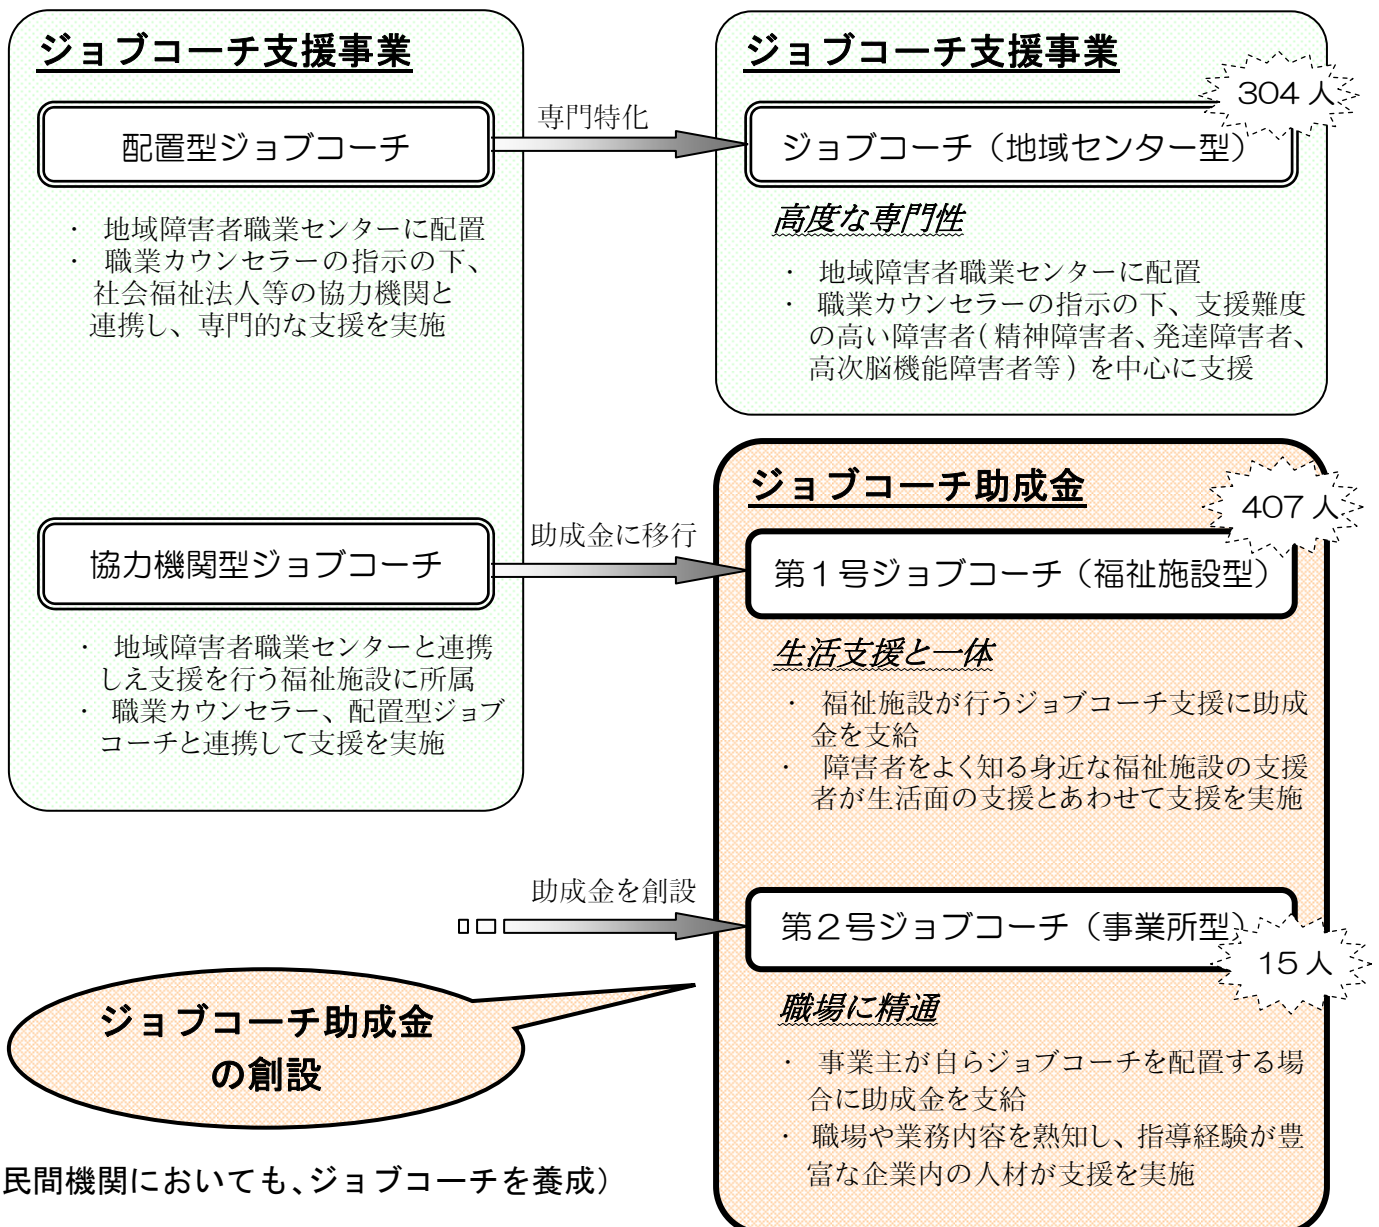 ジョブコーチ支援事業
配置型ジョブコーチ
・ 地域障害者職業センターに配置
・ 職業カウンセラーの指示の下、
社会福祉法人等の協力機関と
連携し、専門的な支援を実施
協力機関型ジョブコーチ
・ 地域障害者職業センターと連携
しえ支援を行う福祉施設に所属
・ 職業カウンセラー、配置型ジョブ
コーチと連携して支援を実施
専門特化
助成金に移行
助成金を創設
ジョブコーチ支援事業
304人
ジョブコーチ（地域センター型）
高度な専門性
・ 地域障害者職業センターに配置
・ 職業カウンセラーの指示の下、支援難度
の高い障害者（精神障害者、発達障害者、
高次脳機能障害者等）を中心に支援
ジョブコーチ助成金
407人
第１号ジョブコーチ（福祉施設型）
生活支援と一体
・ 福祉施設が行うジョブコーチ支援に助成
金を支給
・ 障害者をよく知る身近な福祉施設の支援
者が生活面の支援とあわせて支援を実施
第２号ジョブコーチ（事業所型）
15人
職場に精通
・ 事業主が自らジョブコーチを配置する場
合に助成金を支給
・ 職場や業務内容を熟知し、指導経験が豊
富な企業内の人材が支援を実施
ジョブコーチ助成金
の創設
民間機関においても、ジョブコーチを養成）